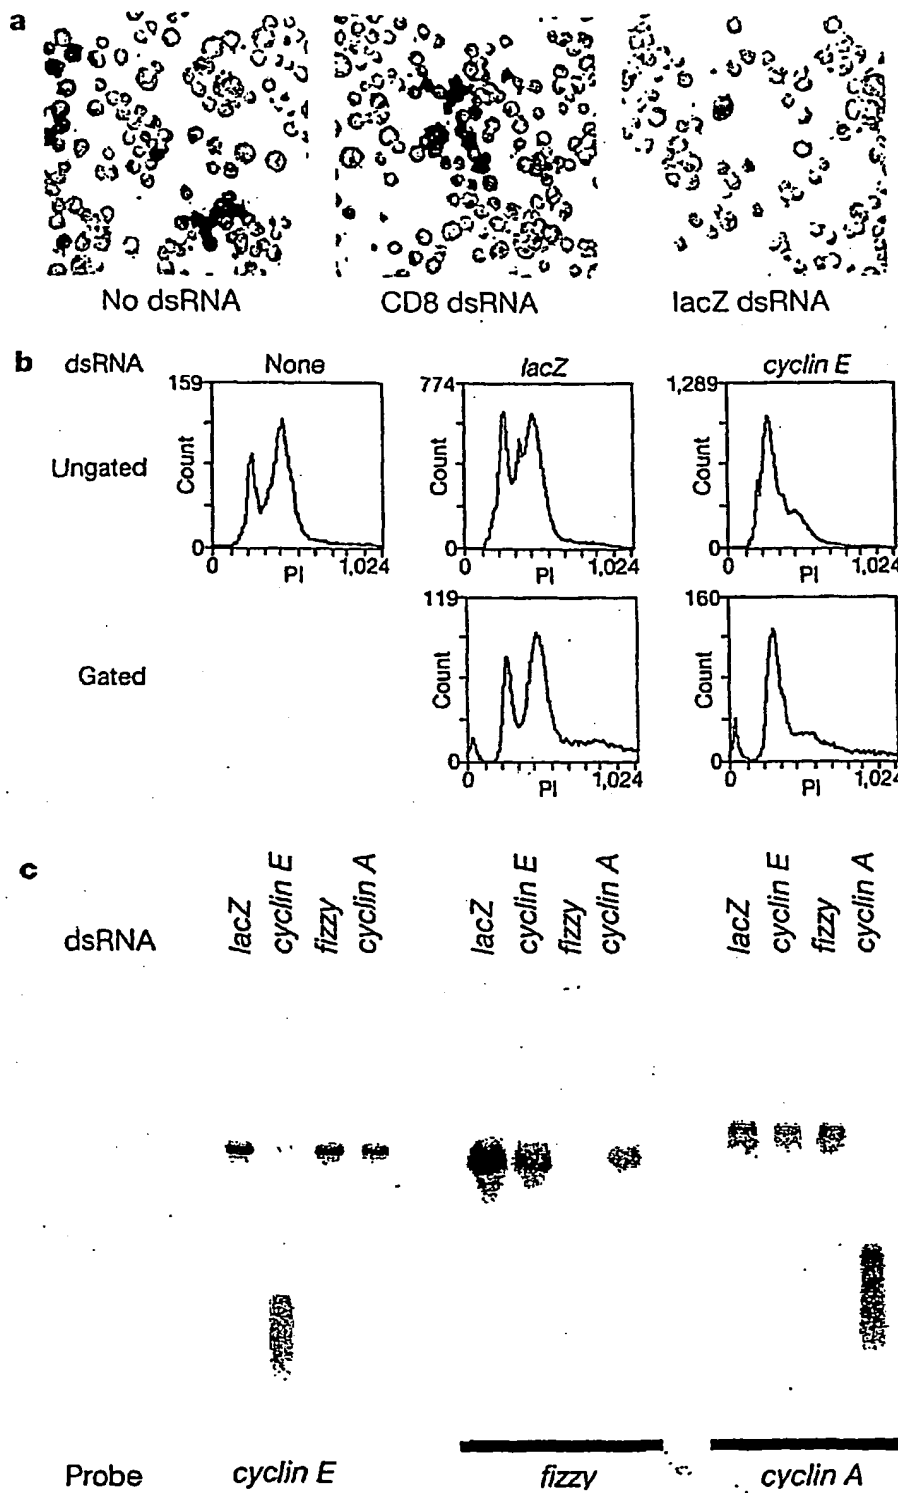 a
No dsRNA CD8 dsRNA lacZ dsRNA
b dsRNA None lacZ cyclin E
159 774 1,289
Ungated Count Count Count
0 0 0
0 1,024 0 1,024 0 1,024
PI PI PI
119 160
Gated Count Count
0 0
0 1,024 0 1,024
PI PI
c
dsRNA lacZ cyclin E fizzy cyclin A lacZ cyclin E fizzy cyclin A lacZ cyclin E fizzy cyclin A
Probe cyclin E fizzy cyclin A